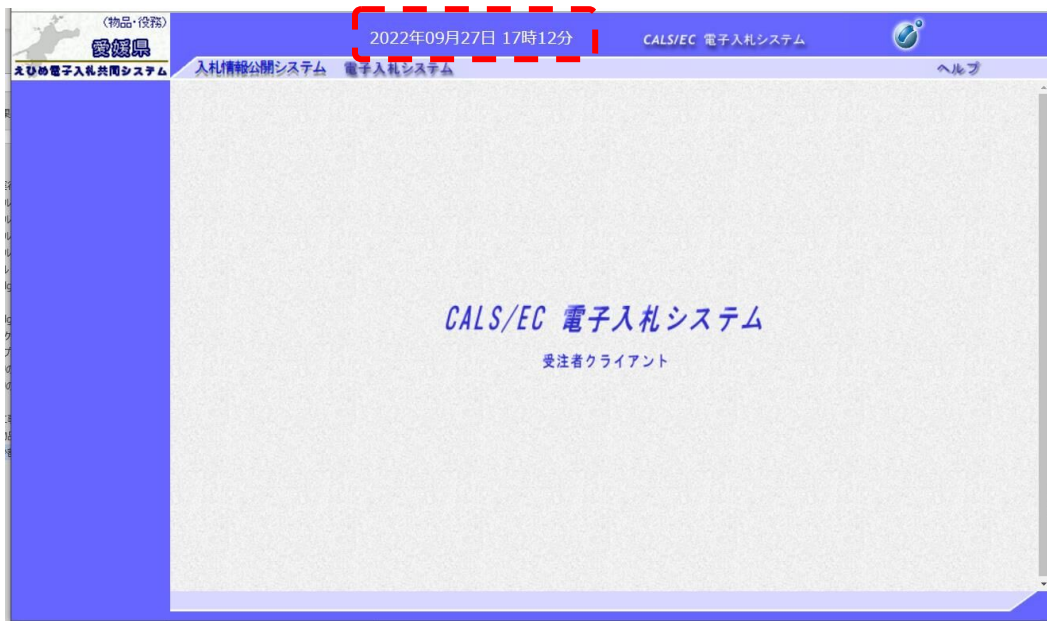 (物品・役務)
愛媛県
えひめ電子入札共同システム
2022年09月27日 17時12分
CALS/EC 電子入札システム
入札情報公開システム 電子入札システム
ヘルプ
CALS/EC 電子入札システム
受注者クライアント